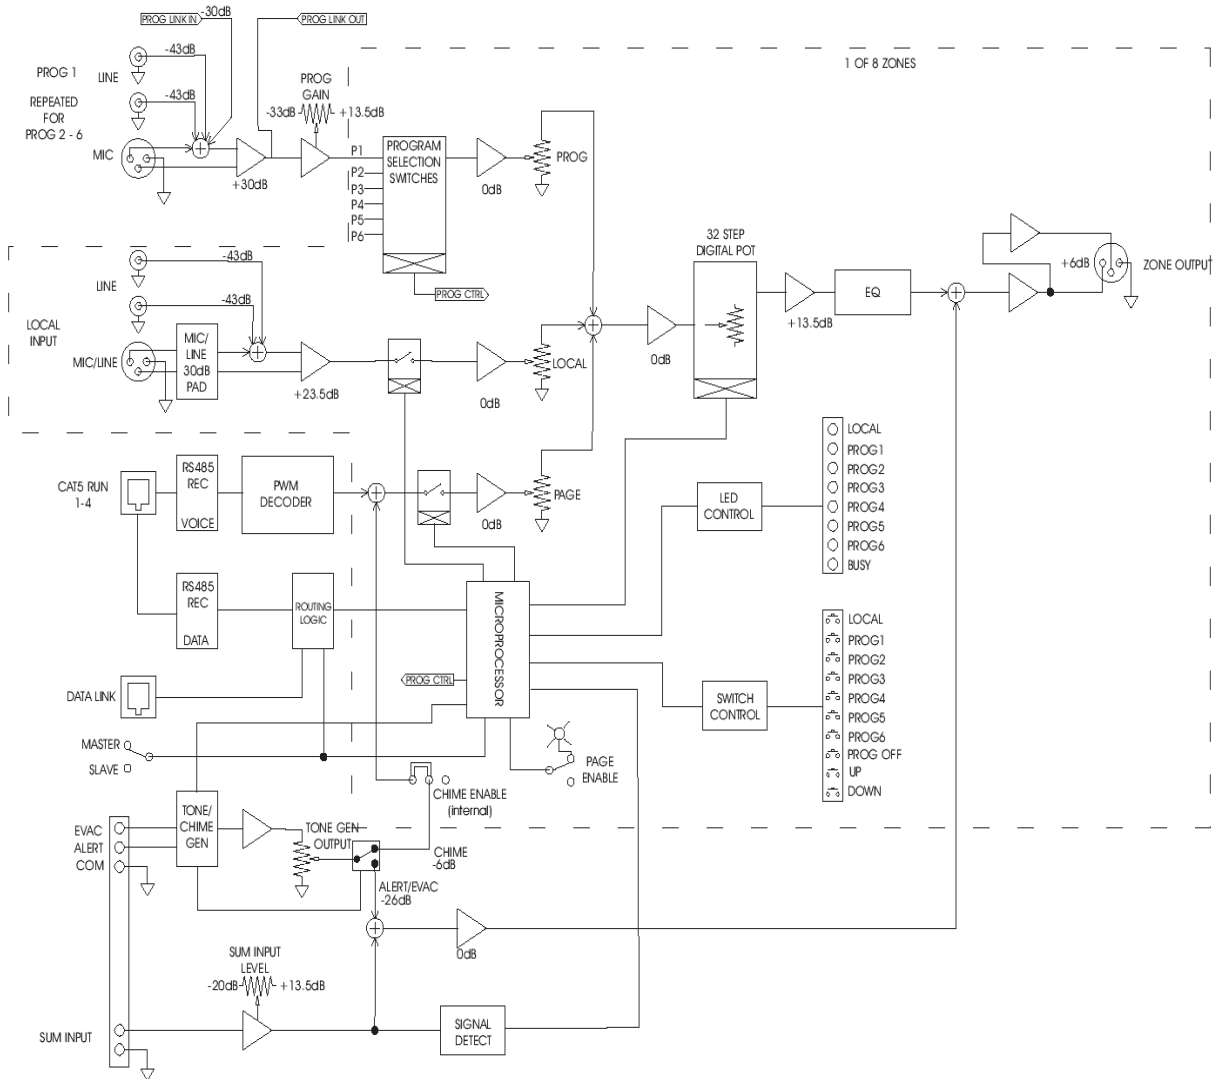 PROG LINK IN
-30dB
PROG LINK OUT
-43dB
PROG 1
LINE
-43dB
REPEATED
FOR
PROG 2 - 6
MIC
+30dB
PROG
GAIN
-33dB
+13.5dB
1 OF 8 ZONES
P1
P2
P3
P4
P5
P6
PROGRAM
SELECTION
SWITCHES
0dB
PROG
PROG CTRL
-43dB
LINE
-43dB
LOCAL
INPUT
MIC/LINE
MIC/
LINE
30dB
PAD
+23.5dB
0dB
LOCAL
0dB
32 STEP
DIGITAL POT
+13.5dB
EQ
+6dB
ZONE OUTPUT
CAT5 RUN
1-4
RS485
REC
VOICE
PWM
DECODER
0dB
PAGE
LED
CONTROL
LOCAL
PROG1
PROG2
PROG3
PROG4
PROG5
PROG6
BUSY
RS485
REC
DATA
ROUTING
LOGIC
MICROPROCESSOR
PROG CTRL
DATA LINK
SWITCH
CONTROL
LOCAL
PROG1
PROG2
PROG3
PROG4
PROG5
PROG6
PROG OFF
UP
DOWN
MASTER
SLAVE
PAGE
ENABLE
CHIME ENABLE
(internal)
EVAC
ALERT
COM
TONE/
CHIME
GEN
TONE GEN
OUTPUT
CHIME
-6dB
ALERT/EVAC
-26dB
0dB
SUM INPUT
LEVEL
-20dB
+13.5dB
SUM INPUT
SIGNAL
DETECT